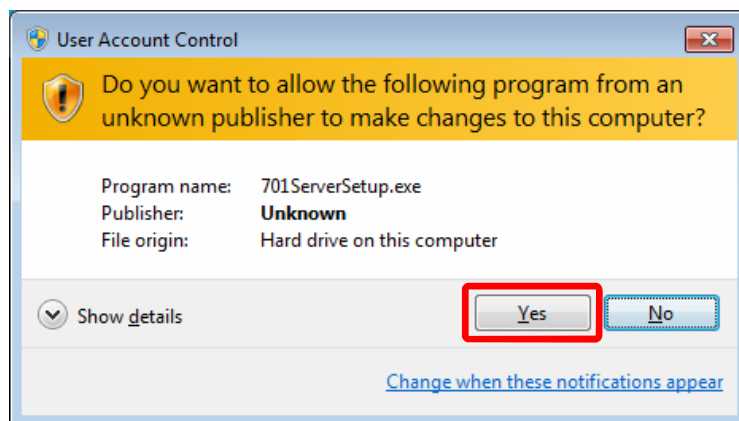 User Account Control
Do you want to allow the following program from an
unknown publisher to make changes to this computer?
Program name: 701ServerSetup.exe
Publisher: Unknown
File origin: Hard drive on this computer
Show details
Yes No
Change when these notifications appear